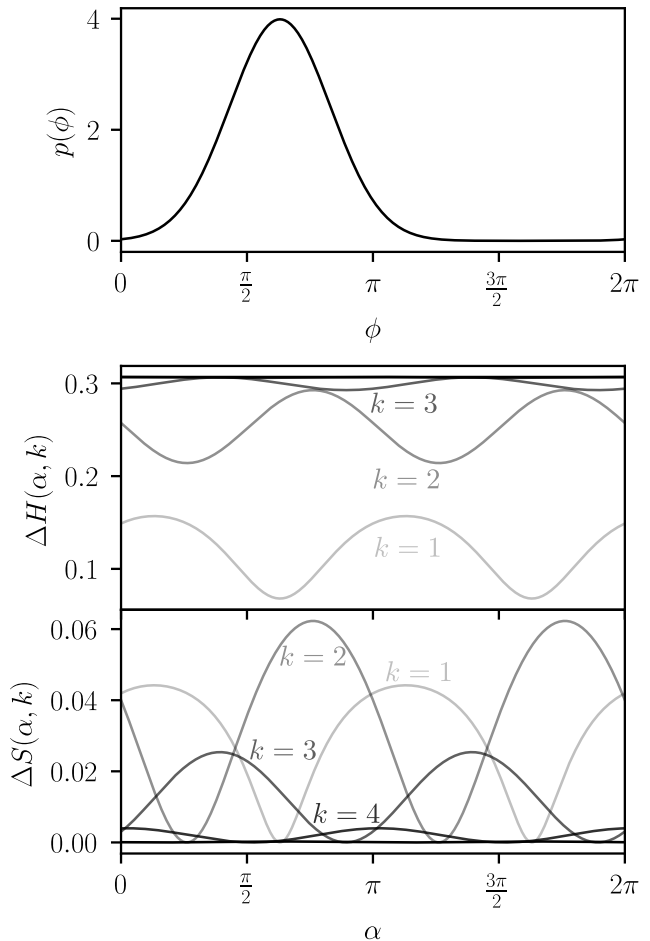 4
2
0
p(ϕ)
0
π/2
π
3π/2
2π
ϕ
0.3
0.2
0.1
ΔH(α, k)
k = 3
k = 2
k = 1
0.06
0.04
0.02
0.00
ΔS(α, k)
k = 2
k = 1
k = 3
k = 4
0
π/2
π
3π/2
2π
α